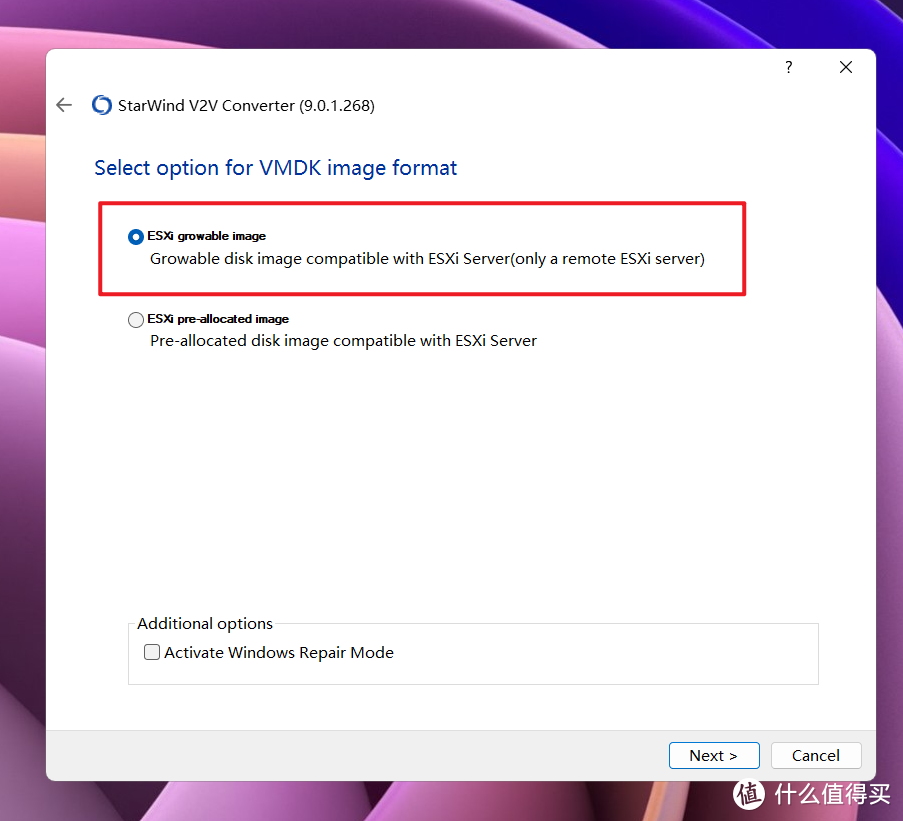 ?
StarWind V2V Converter (9.0.1.268)
Select option for VMDK image format
ESXi growable image
Growable disk image compatible with ESXi Server(only a remote ESXi server)
ESXi pre-allocated image
Pre-allocated disk image compatible with ESXi Server
Additional options
Activate Windows Repair Mode
Next >
Cancel
值 什么值得买